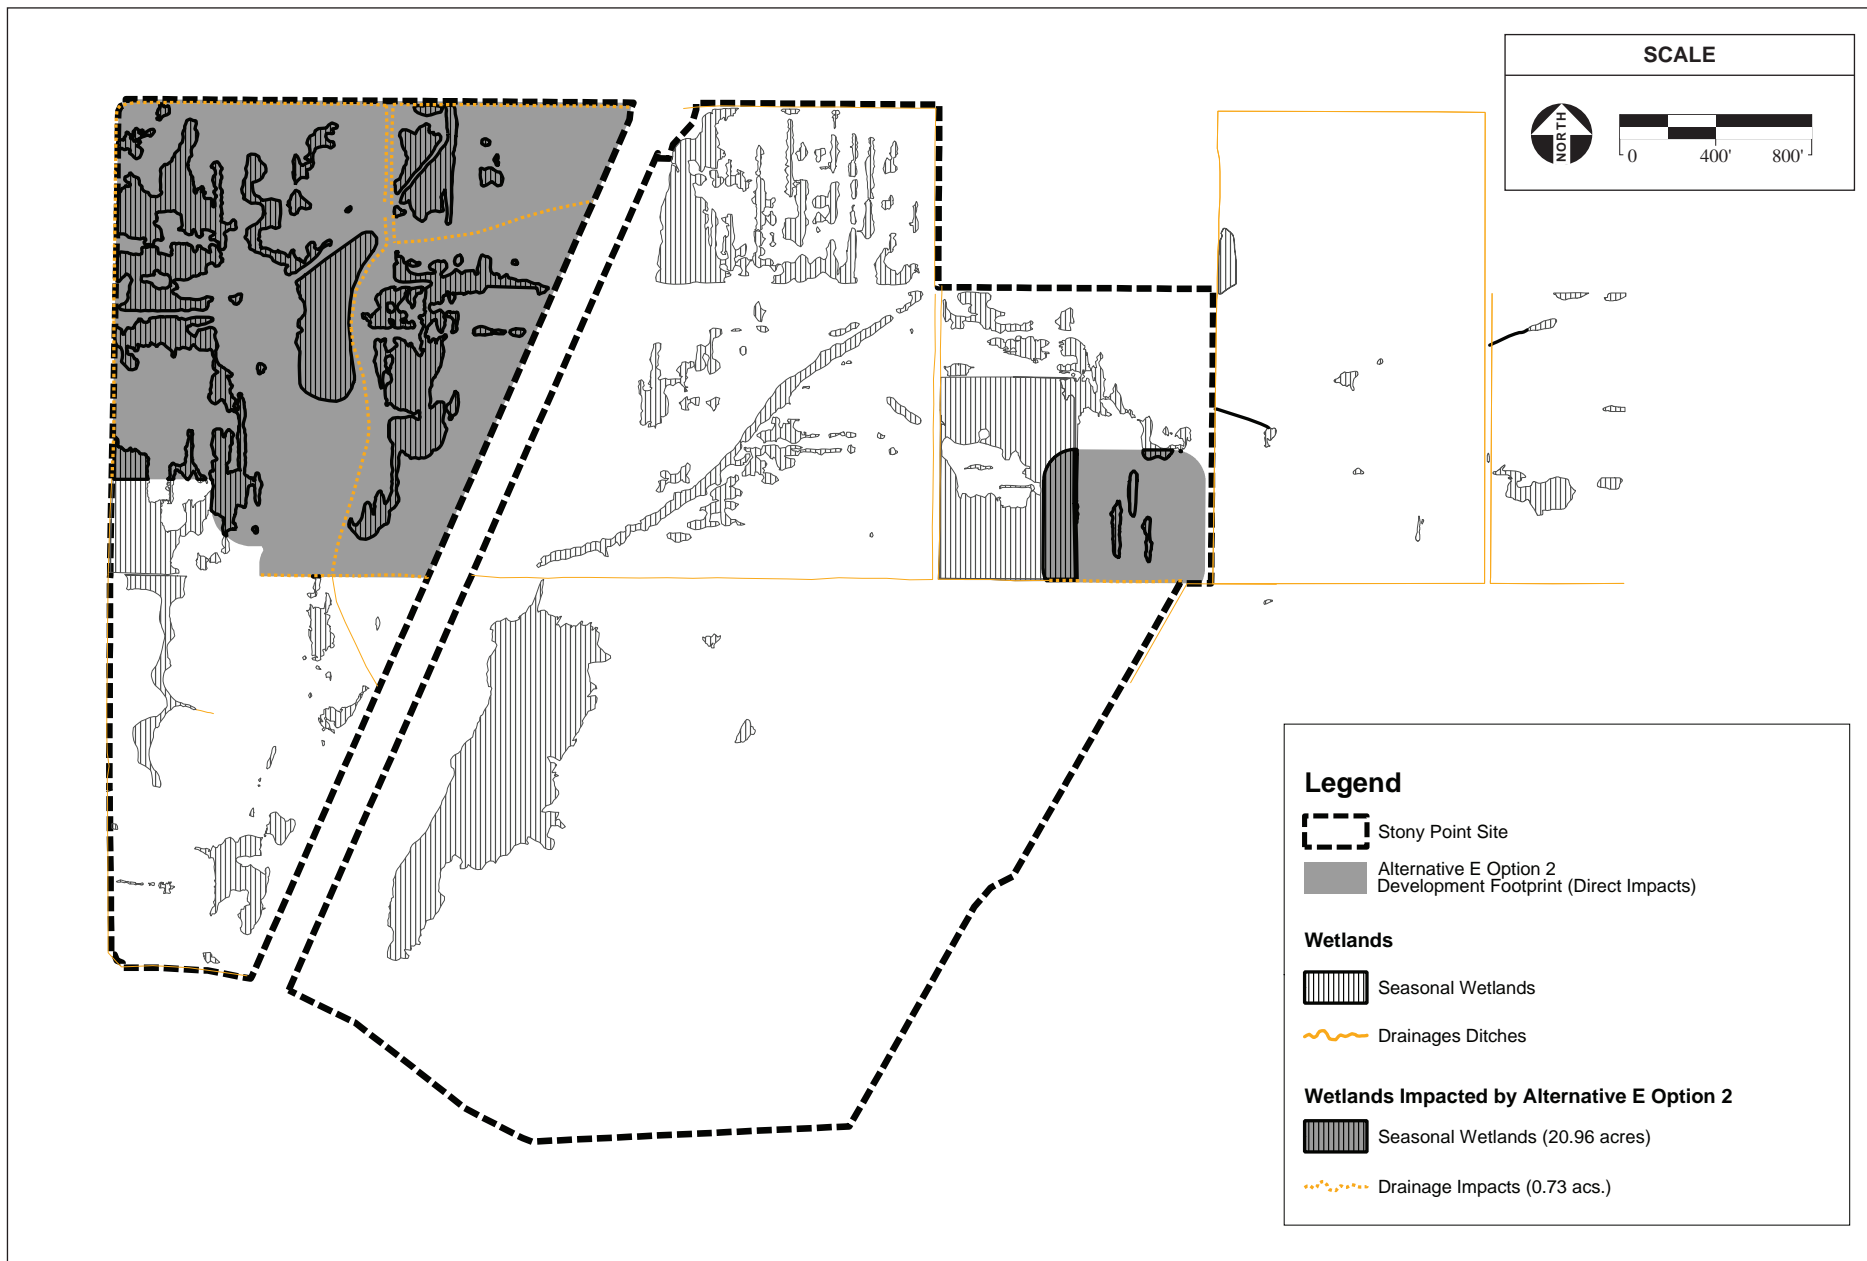 SCALE
NORTH
0 400' 800'
Legend
Stony Point Site
Alternative E Option 2
Development Footprint (Direct Impacts)
Wetlands
Seasonal Wetlands
Drainages Ditches
Wetlands Impacted by Alternative E Option 2
Seasonal Wetlands (20.96 acres)
Drainage Impacts (0.73 acs.)